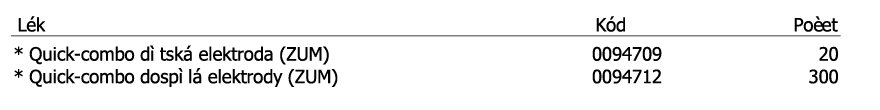 Lék Kód Poèet
* Quick-combo dì tská elektroda (ZUM) 0094709 20
* Quick-combo dospì lá elektrody (ZUM) 0094712 300